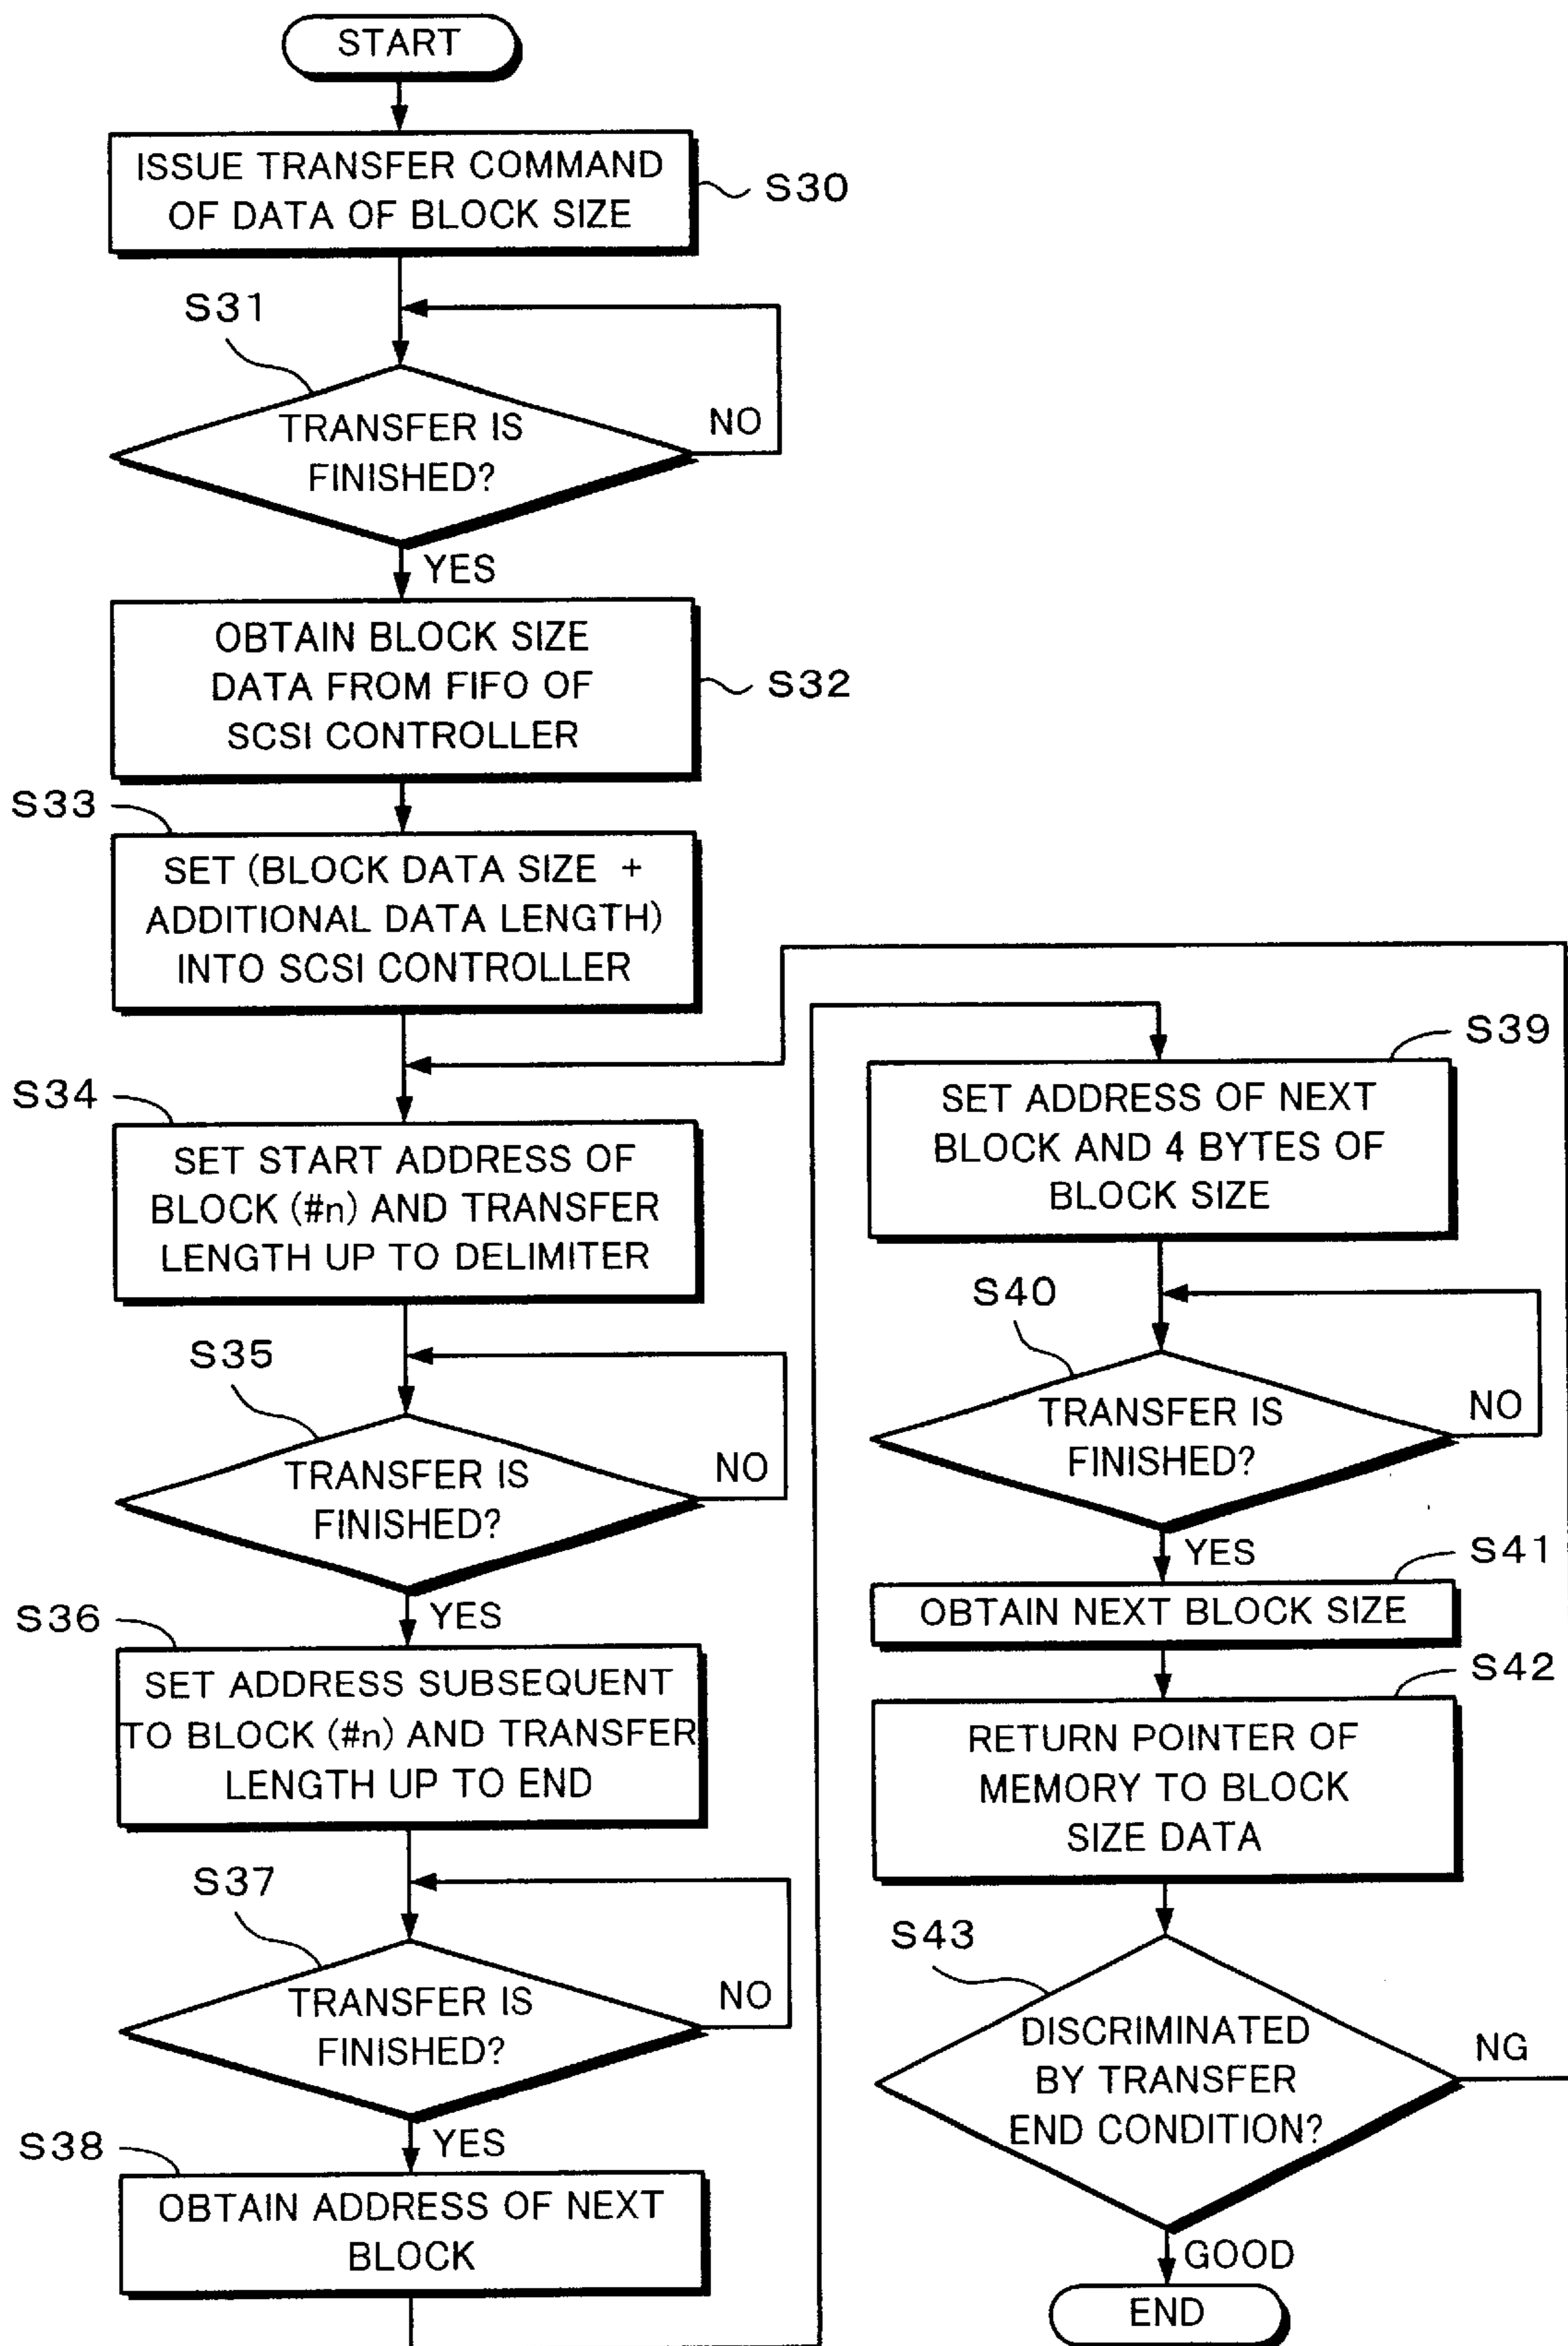 START
ISSUE TRANSFER COMMAND
OF DATA OF BLOCK SIZE
S30
S31
TRANSFER IS
FINISHED?
NO
YES
OBTAIN BLOCK SIZE
DATA FROM FIFO OF
SCSI CONTROLLER
S32
S33
SET (BLOCK DATA SIZE +
ADDITIONAL DATA LENGTH)
INTO SCSI CONTROLLER
S34
SET START ADDRESS OF
BLOCK (#n) AND TRANSFER
LENGTH UP TO DELIMITER
S35
TRANSFER IS
FINISHED?
NO
YES
S36
SET ADDRESS SUBSEQUENT
TO BLOCK (#n) AND TRANSFER
LENGTH UP TO END
S37
TRANSFER IS
FINISHED?
NO
YES
S38
OBTAIN ADDRESS OF NEXT
BLOCK
S39
SET ADDRESS OF NEXT
BLOCK AND 4 BYTES OF
BLOCK SIZE
S40
TRANSFER IS
FINISHED?
NO
YES
S41
OBTAIN NEXT BLOCK SIZE
S42
RETURN POINTER OF
MEMORY TO BLOCK
SIZE DATA
S43
DISCRIMINATED
BY TRANSFER
END CONDITION?
NG
GOOD
END